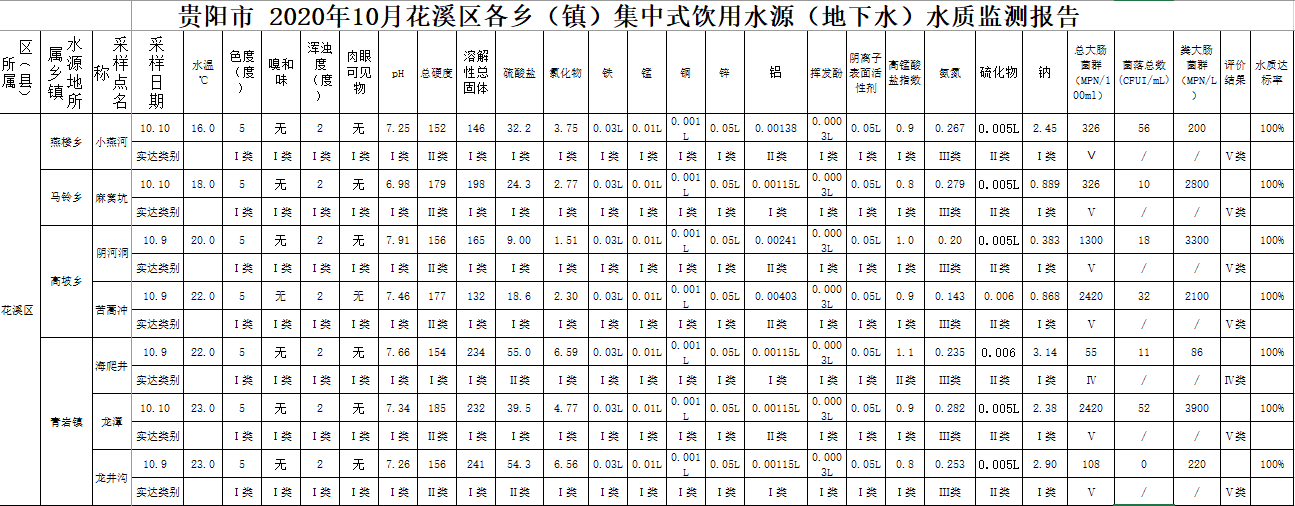 贵阳市 2020年10月花溪区各乡（镇）集中式饮用水源（地下水）水质监测报告
区（县）所属 水源地所属乡镇 采样点名称 采样日期 水温℃ 色度（度） 嗅和味 浑浊度（度） 肉眼可见物 pH 总硬度 溶解性总固体 硫酸盐 氯化物 铁 锰 铜 锌 铝 挥发酚 阴离子表面活性剂 高锰酸盐指数 氨氮 硫化物 钠 总大肠菌群（MPN/100ml） 菌落总数(CFUI/mL) 粪大肠菌群（MPN/L） 评价结果 水质达标率
花溪区
燕楼乡 小燕河 10.10 16.0 5 无 2 无 7.25 152 146 32.2 3.75 0.03L 0.01L 0.001L 0.05L 0.00138 0.0003L 0.05L 0.9 0.267 0.005L 2.45 326 56 200 100%
实达类别 I类 I类 I类 I类 I类 II类 I类 I类 I类 I类 I类 I类 I类 II类 I类 I类 I类 III类 II类 I类 V / / V类
马铃乡 麻窝坑 10.10 18.0 5 无 2 无 6.98 179 198 24.3 2.77 0.03L 0.01L 0.001L 0.05L 0.00115L 0.0003L 0.05L 0.8 0.279 0.005L 0.889 326 10 2800 100%
实达类别 I类 I类 I类 I类 I类 II类 I类 I类 I类 I类 I类 I类 I类 I类 I类 I类 I类 III类 II类 I类 V / / V类
高坡乡 阴河洞 10.9 20.0 5 无 2 无 7.91 156 165 9.00 1.51 0.03L 0.01L 0.001L 0.05L 0.00241 0.0003L 0.05L 1.0 0.20 0.005L 0.383 1300 18 3300 100%
实达类别 I类 I类 I类 I类 I类 II类 I类 I类 I类 I类 I类 I类 I类 II类 I类 I类 I类 III类 II类 I类 V / / V类
苦蒿冲 10.9 22.0 5 无 2 无 7.46 177 132 18.6 2.30 0.03L 0.01L 0.001L 0.05L 0.00403 0.0003L 0.05L 0.9 0.143 0.006 0.868 2420 32 2100 100%
实达类别 I类 I类 I类 I类 I类 II类 I类 I类 I类 I类 I类 I类 I类 II类 I类 I类 I类 III类 II类 I类 V / / V类
青岩镇 海爬井 10.9 22.0 5 无 2 无 7.66 154 234 55.0 6.59 0.03L 0.01L 0.001L 0.05L 0.00115L 0.0003L 0.05L 1.1 0.235 0.006 3.14 55 11 86 100%
实达类别 I类 I类 I类 I类 I类 I类 I类 II类 I类 I类 I类 I类 I类 I类 I类 I类 II类 III类 II类 I类 Ⅳ / / Ⅳ类
龙潭 10.10 23.0 5 无 2 无 7.34 185 232 39.5 4.77 0.03L 0.01L 0.001L 0.05L 0.00115L 0.0003L 0.05L 0.9 0.282 0.005L 2.38 2420 52 3900 100%
实达类别 I类 I类 I类 I类 I类 II类 I类 I类 I类 I类 I类 I类 I类 II类 I类 I类 I类 III类 II类 I类 V / / V类
龙井沟 10.9 23.0 5 无 2 无 7.26 156 241 54.3 6.56 0.03L 0.01L 0.001L 0.05L 0.00115L 0.0003L 0.05L 0.8 0.253 0.005L 2.90 108 0 220 100%
实达类别 I类 I类 I类 I类 I类 II类 I类 II类 I类 I类 I类 I类 I类 I类 I类 I类 I类 III类 II类 I类 V / / V类